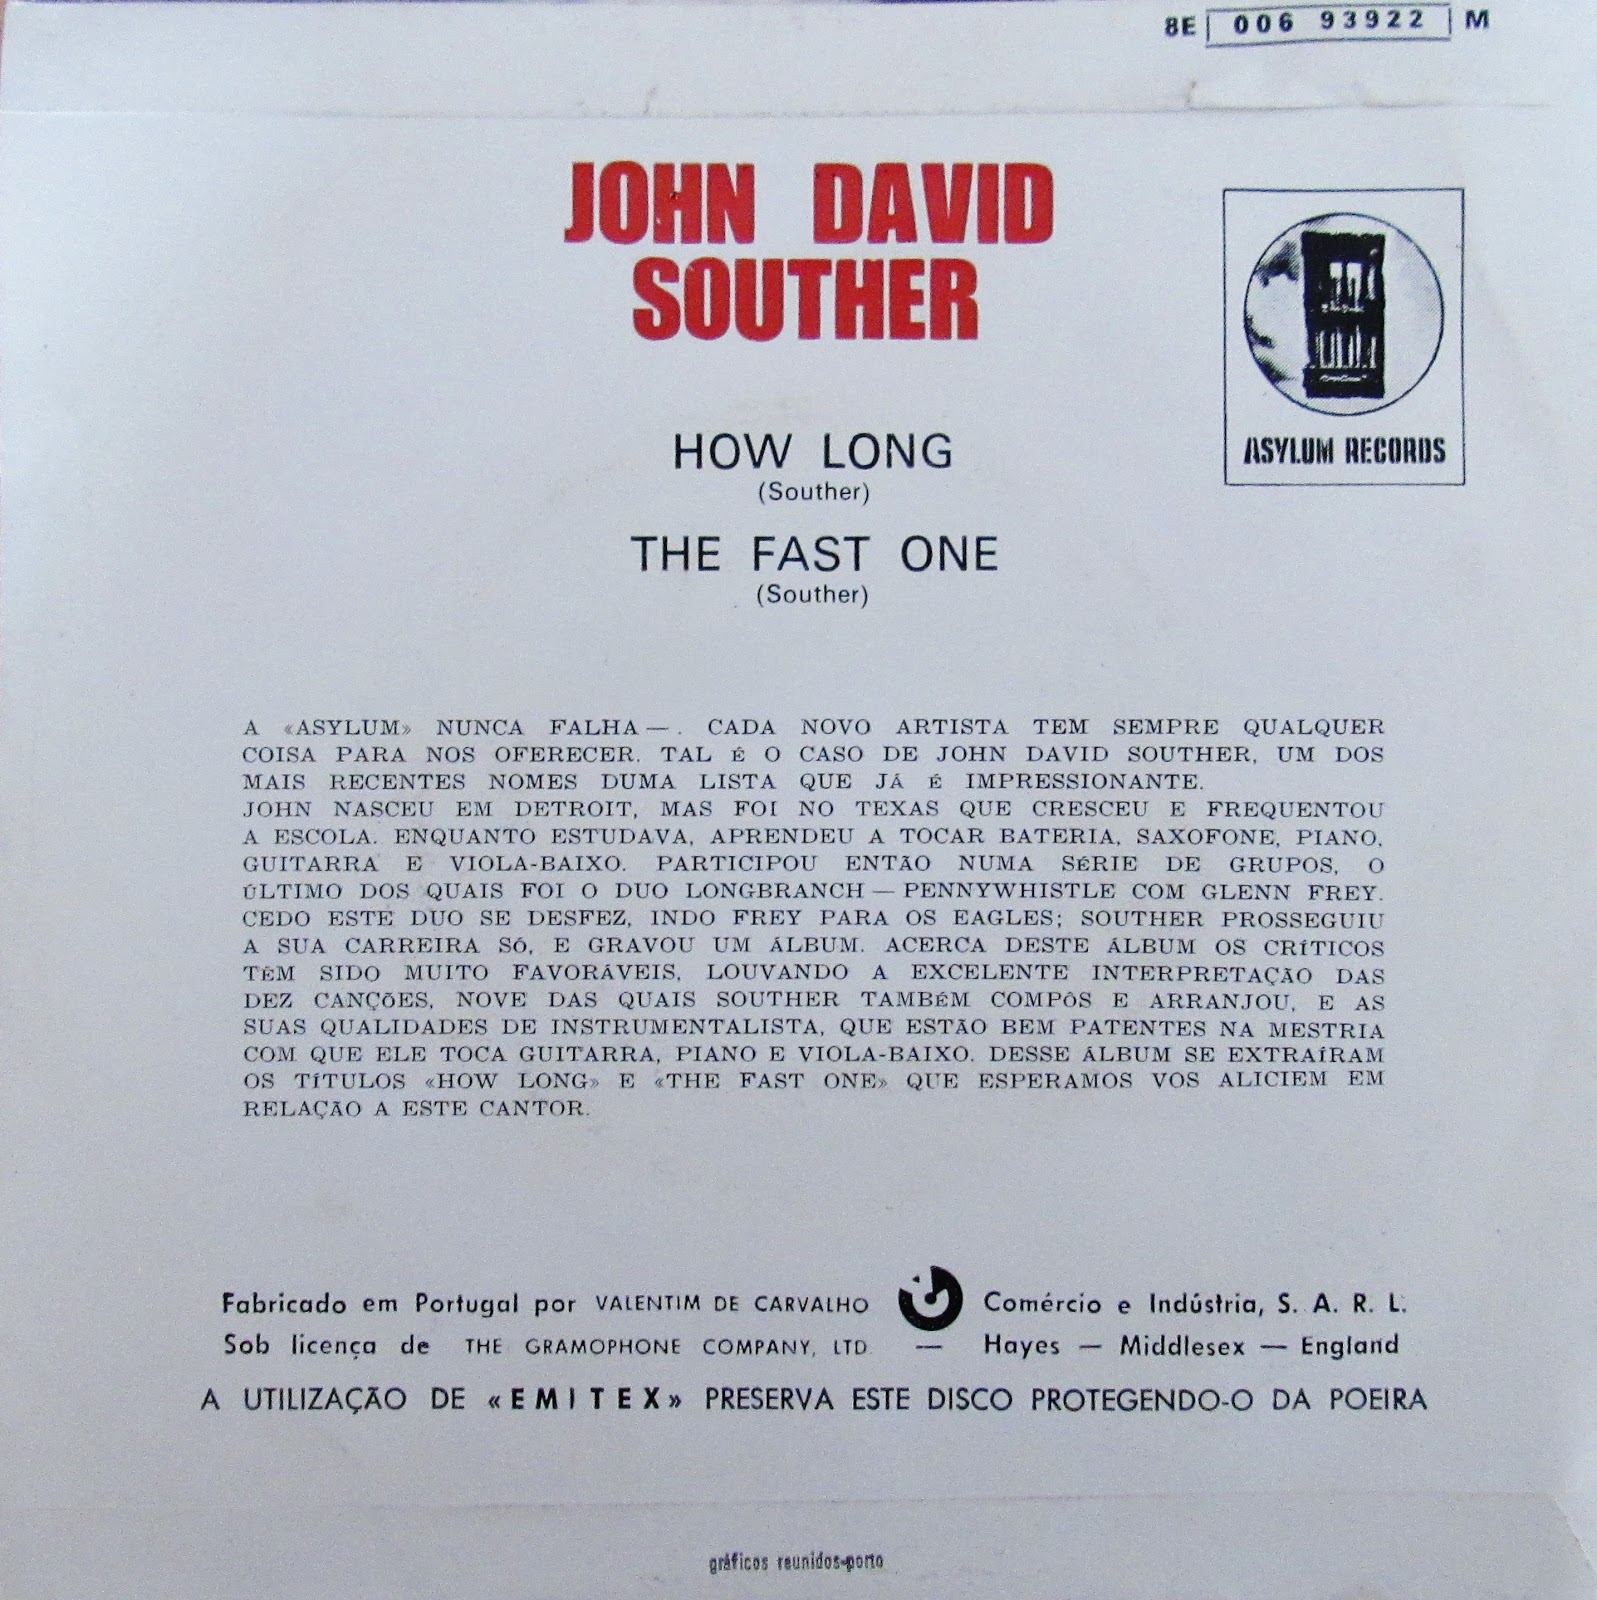 8E 006 93922 M
JOHN DAVID
SOUTHER
ASYLUM RECORDS
HOW LONG
(Souther)
THE FAST ONE
(Souther)
A «ASYLUM» NUNCA FALHA — . CADA NOVO ARTISTA TEM SEMPRE QUALQUER
COISA PARA NOS OFERECER. TAL É O CASO DE JOHN DAVID SOUTHER, UM DOS
MAIS RECENTES NOMES DUMA LISTA QUE JÁ É IMPRESSIONANTE.
JOHN NASCEU EM DETROIT, MAS FOI NO TEXAS QUE CRESCEU E FREQUENTOU
A ESCOLA. ENQUANTO ESTUDAVA, APRENDEU A TOCAR BATERIA, SAXOFONE, PIANO,
GUITARRA E VIOLA-BAIXO. PARTICIPOU ENTÃO NUMA SÉRIE DE GRUPOS, O
ÚLTIMO DOS QUAIS FOI O DUO LONGBRANCH — PENNYWHISTLE COM GLENN FREY.
CEDO ESTE DUO SE DESFEZ, INDO FREY PARA OS EAGLES; SOUTHER PROSSEGUIU
A SUA CARREIRA SÓ, E GRAVOU UM ÁLBUM. ACERCA DESTE ÁLBUM OS CRÍTICOS
TÊM SIDO MUITO FAVORÁVEIS, LOUVANDO A EXCELENTE INTERPRETAÇÃO DAS
DEZ CANÇÕES, NOVE DAS QUAIS SOUTHER TAMBÉM COMPÔS E ARRANJOU, E AS
SUAS QUALIDADES DE INSTRUMENTALISTA, QUE ESTÃO BEM PATENTES NA MESTRIA
COM QUE ELE TOCA GUITARRA, PIANO E VIOLA-BAIXO. DESSE ÁLBUM SE EXTRAÍRAM
OS TÍTULOS «HOW LONG» E «THE FAST ONE» QUE ESPERAMOS VOS ALICIEM EM
RELAÇÃO A ESTE CANTOR.
Fabricado em Portugal por VALENTIM DE CARVALHO Comércio e Indústria, S. A. R. L.
Sob licença de THE GRAMOPHONE COMPANY, LTD. — Hayes — Middlesex — England
A UTILIZAÇÃO DE «EMITEX» PRESERVA ESTE DISCO PROTEGENDO-O DA POEIRA
gráficos reunidos-porto